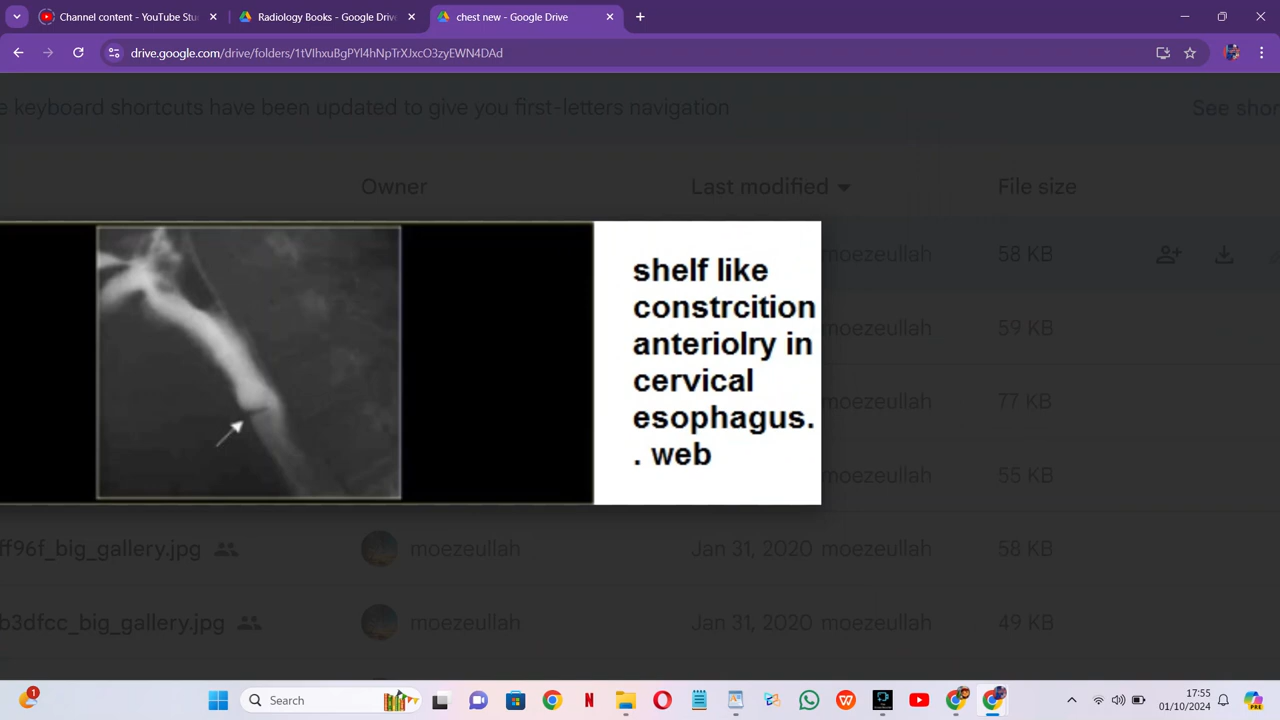 Channel content - YouTube Stu
Radiology Books - Google Drive
chest new - Google Drive
drive.google.com/drive/folders/1tVlhxuBgPYl4hNpTrXJxcO3zyEWN4DAd
e keyboard shortcuts have been updated to give you first-letters navigation
See shor
Owner
Last modified
File size
moezeullah
58 KB
moezeullah
59 KB
moezeullah
77 KB
moezeullah
55 KB
shelf like
constrcition
anteriolry in
cervical
esophagus.
. web
ff96f_big_gallery.jpg
moezeullah
Jan 31, 2020 moezeullah
58 KB
b3dfcc_big_gallery.jpg
moezeullah
Jan 31, 2020 moezeullah
49 KB
1
Search
17:55
01/10/2024
PRE